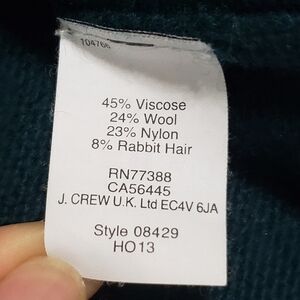 104766
45% Viscose
24% Wool
23% Nylon
8% Rabbit Hair
RN77388
CA56445
J. CREW U.K. Ltd EC4V 6JA
Style 08429
HO13